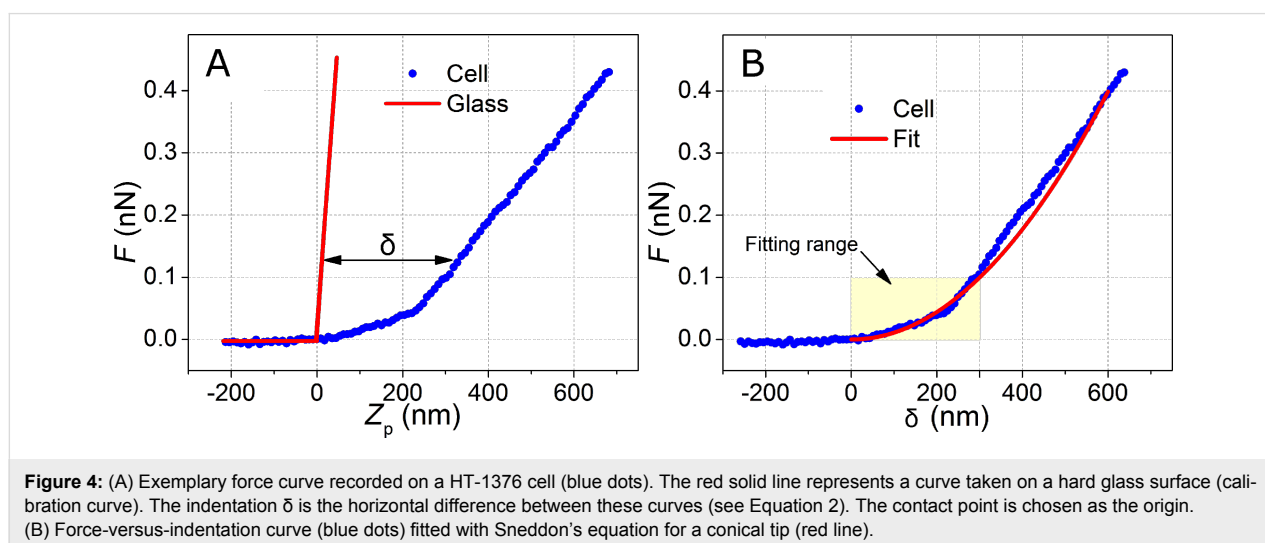 A
Cell
Glass
δ
F (nN)
0.4
0.3
0.2
0.1
0.0
-200 0 200 400 600
Zp (nm)
B
Cell
Fit
Fitting range
F (nN)
0.4
0.3
0.2
0.1
0.0
-200 0 200 400 600
δ (nm)
Figure 4: (A) Exemplary force curve recorded on a HT-1376 cell (blue dots). The red solid line represents a curve taken on a hard glass surface (cali-
bration curve). The indentation δ is the horizontal difference between these curves (see Equation 2). The contact point is chosen as the origin.
(B) Force-versus-indentation curve (blue dots) fitted with Sneddon’s equation for a conical tip (red line).